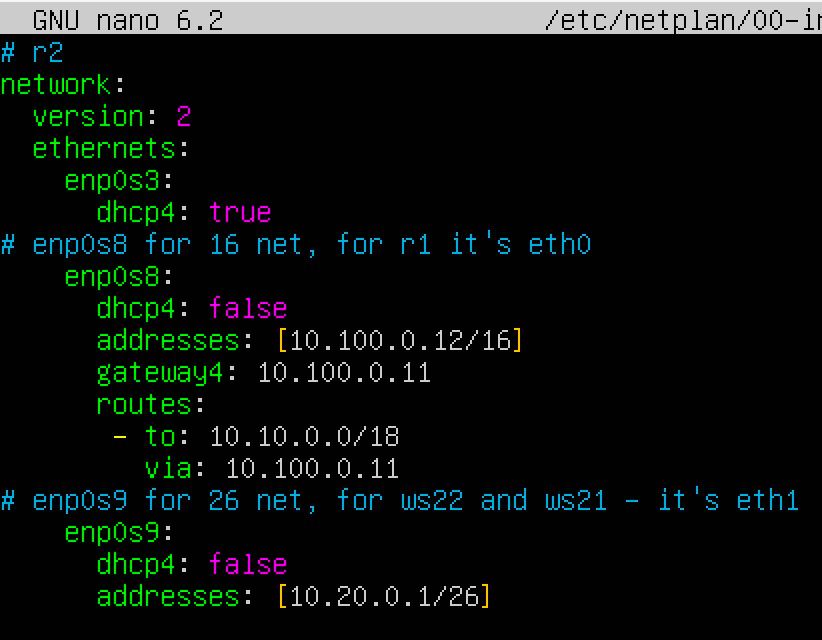 GNU nano 6.2 /etc/netplan/00-in
# r2
network:
  version: 2
  ethernets:
    enp0s3:
      dhcp4: true
# enp0s8 for 16 net, for r1 it's eth0
    enp0s8:
      dhcp4: false
      addresses: [10.100.0.12/16]
      gateway4: 10.100.0.11
      routes:
       - to: 10.10.0.0/18
         via: 10.100.0.11
# enp0s9 for 26 net, for ws22 and ws21 - it's eth1
    enp0s9:
      dhcp4: false
      addresses: [10.20.0.1/26]